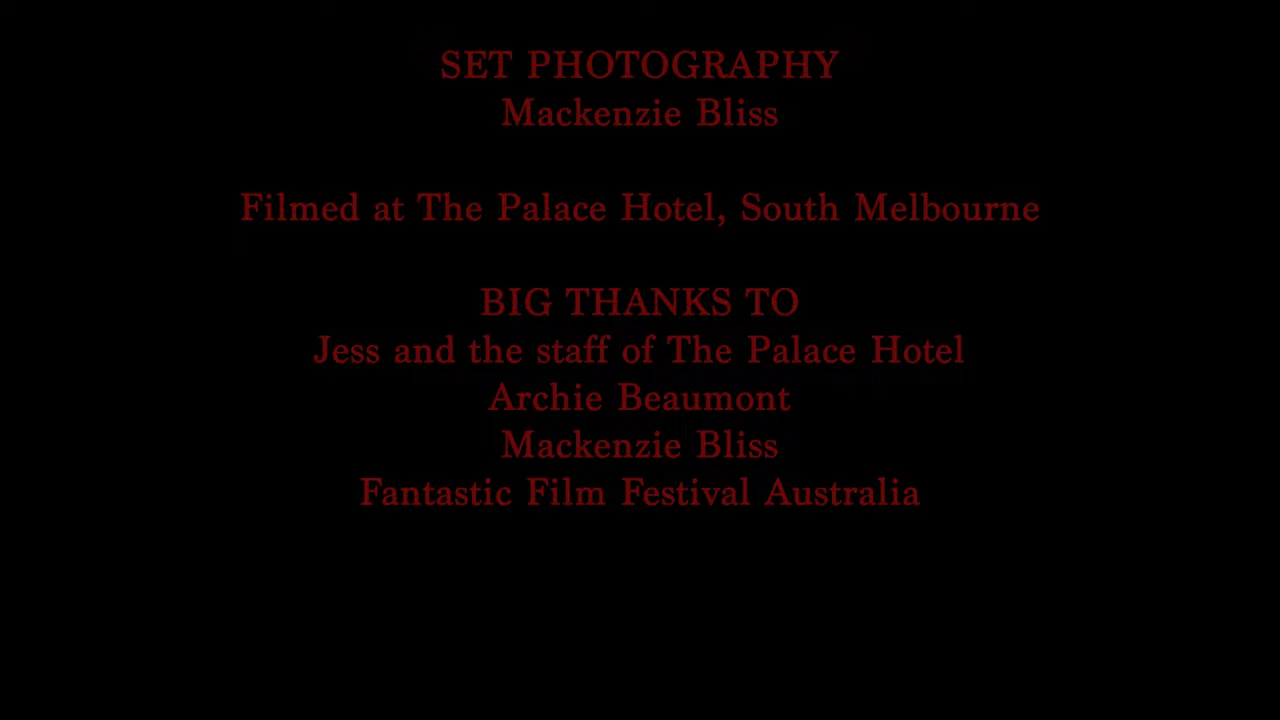 SET PHOTOGRAPHY
Mackenzie Bliss
Filmed at The Palace Hotel, South Melbourne
BIG THANKS TO
Jess and the staff of The Palace Hotel
Archie Beaumont
Mackenzie Bliss
Fantastic Film Festival Australia